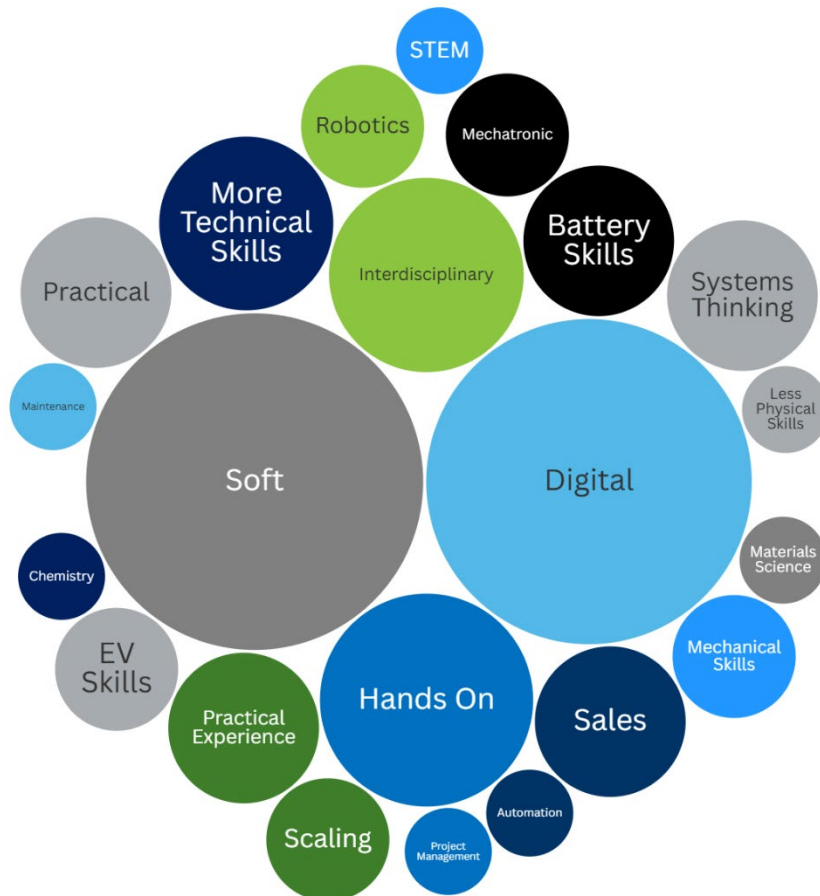 STEM
Robotics
Mechatronic
More
Technical
Skills
Battery
Skills
Interdisciplinary
Practical
Systems
Thinking
Maintenance
Less
Physical
Skills
Soft
Digital
Chemistry
Materials
Science
EV
Skills
Mechanical
Skills
Hands On
Practical
Experience
Sales
Scaling
Automation
Project
Management